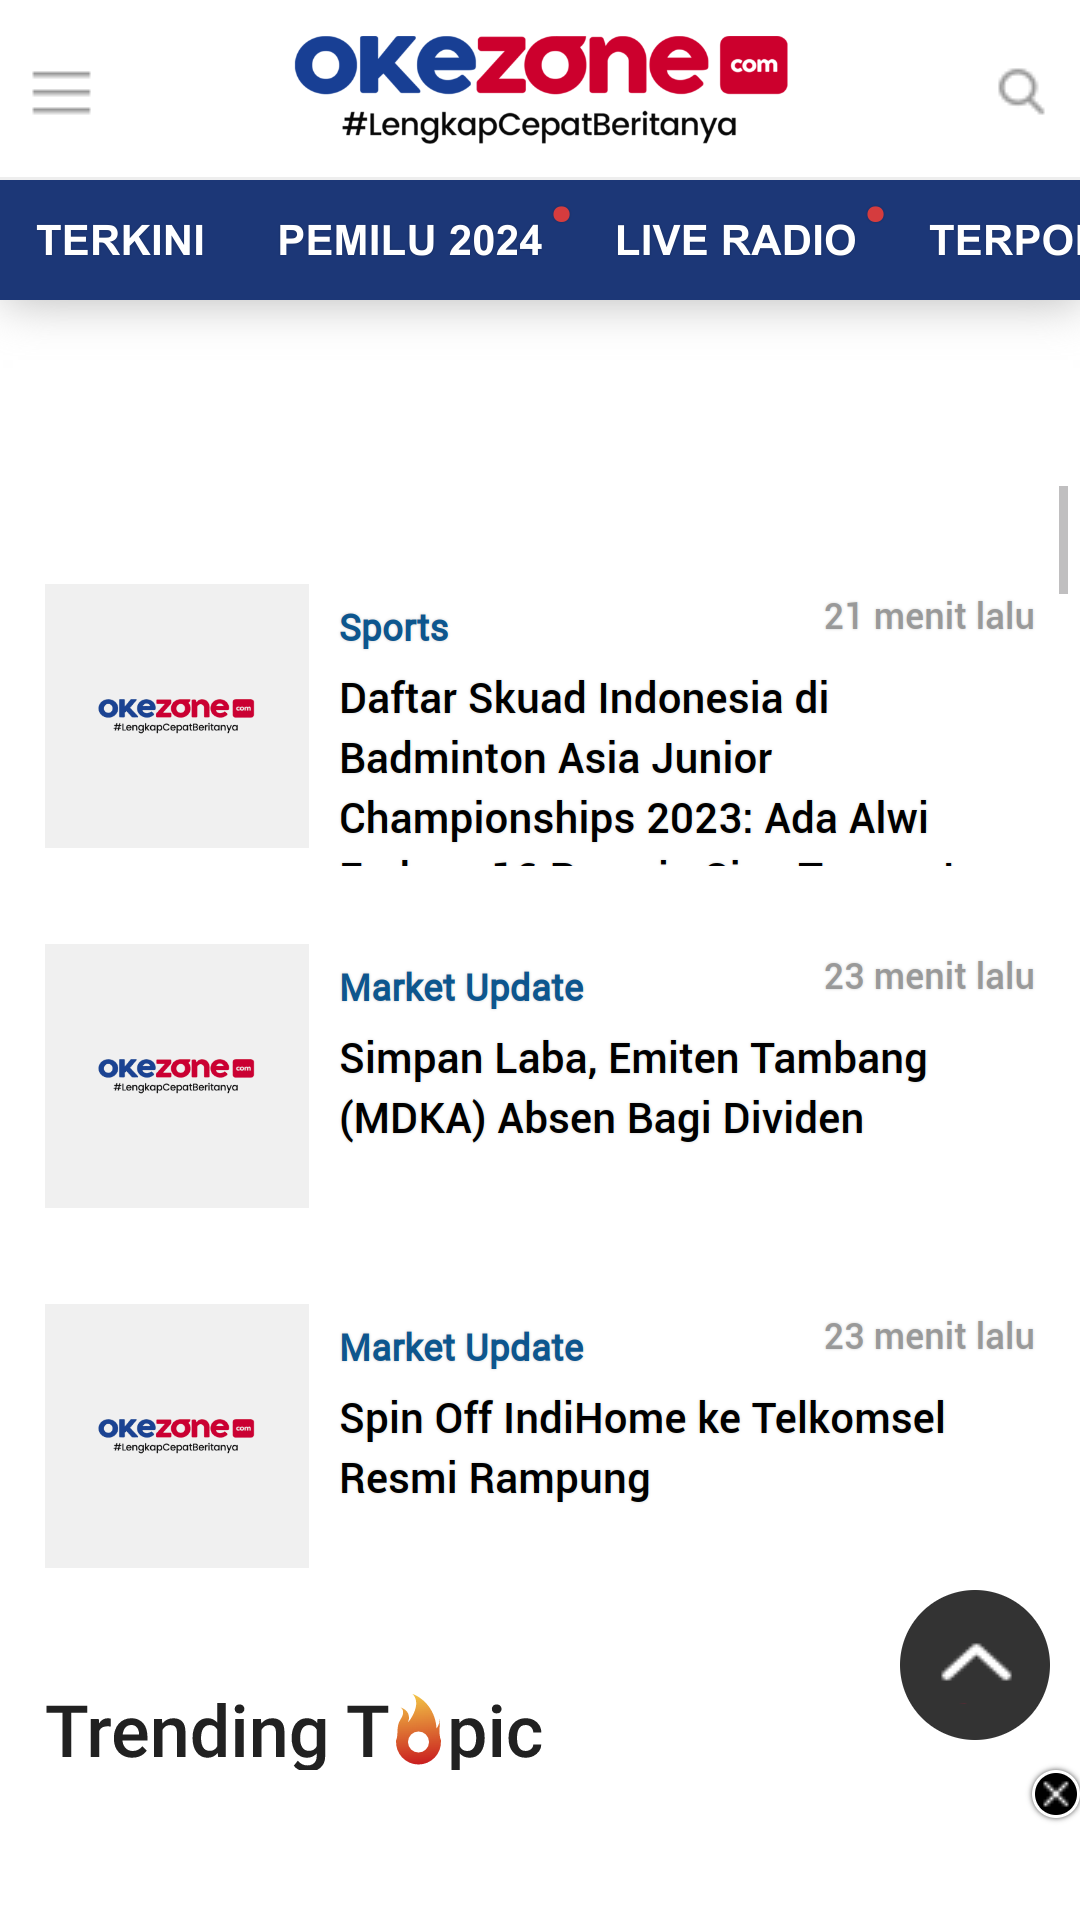 okezone com
#LengkapCepatBeritanya
TERKINI PEMILU 2024 LIVE RADIO
okezone com
#LengkapCepatBeritanya
Sports
21 menit lalu
Daftar Skuad Indonesia di
Badminton Asia Junior
Championships 2023: Ada Alwi
okezone com
#LengkapCepatBeritanya
Market Update
23 menit lalu
Simpan Laba, Emiten Tambang
(MDKA) Absen Bagi Dividen
okezone com
#LengkapCepatBeritanya
Market Update
23 menit lalu
Spin Off IndiHome ke Telkomsel
Resmi Rampung
Trending Topic